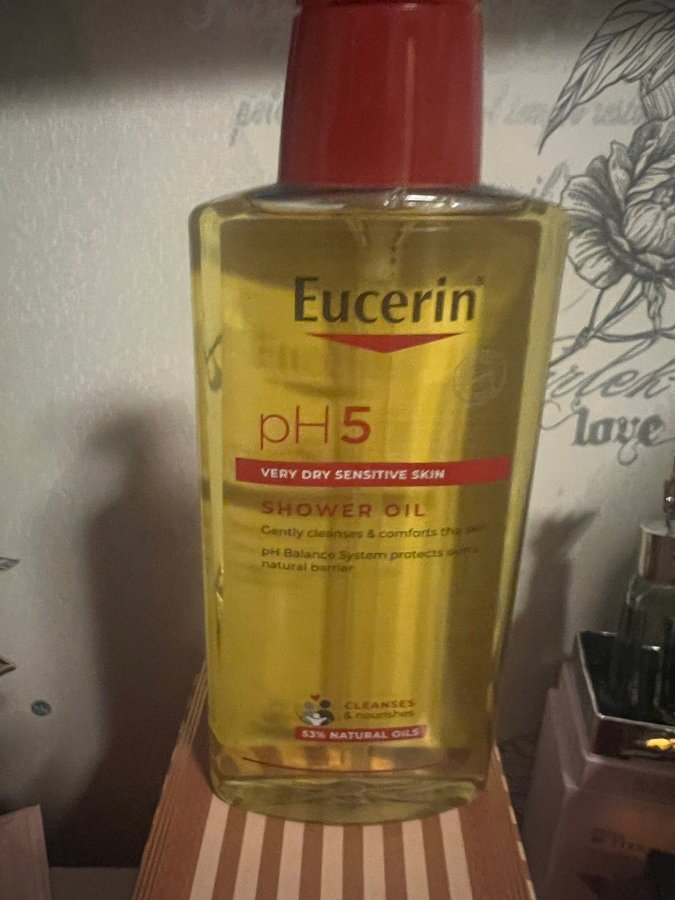 Eucerin
pH5
VERY DRY SENSITIVE SKIN
SHOWER OIL
Gently cleanses & comforts the skin
pH Balance System protects skin's
natural barrier
CLEANSES
& nourishes
53% NATURAL OILS
love